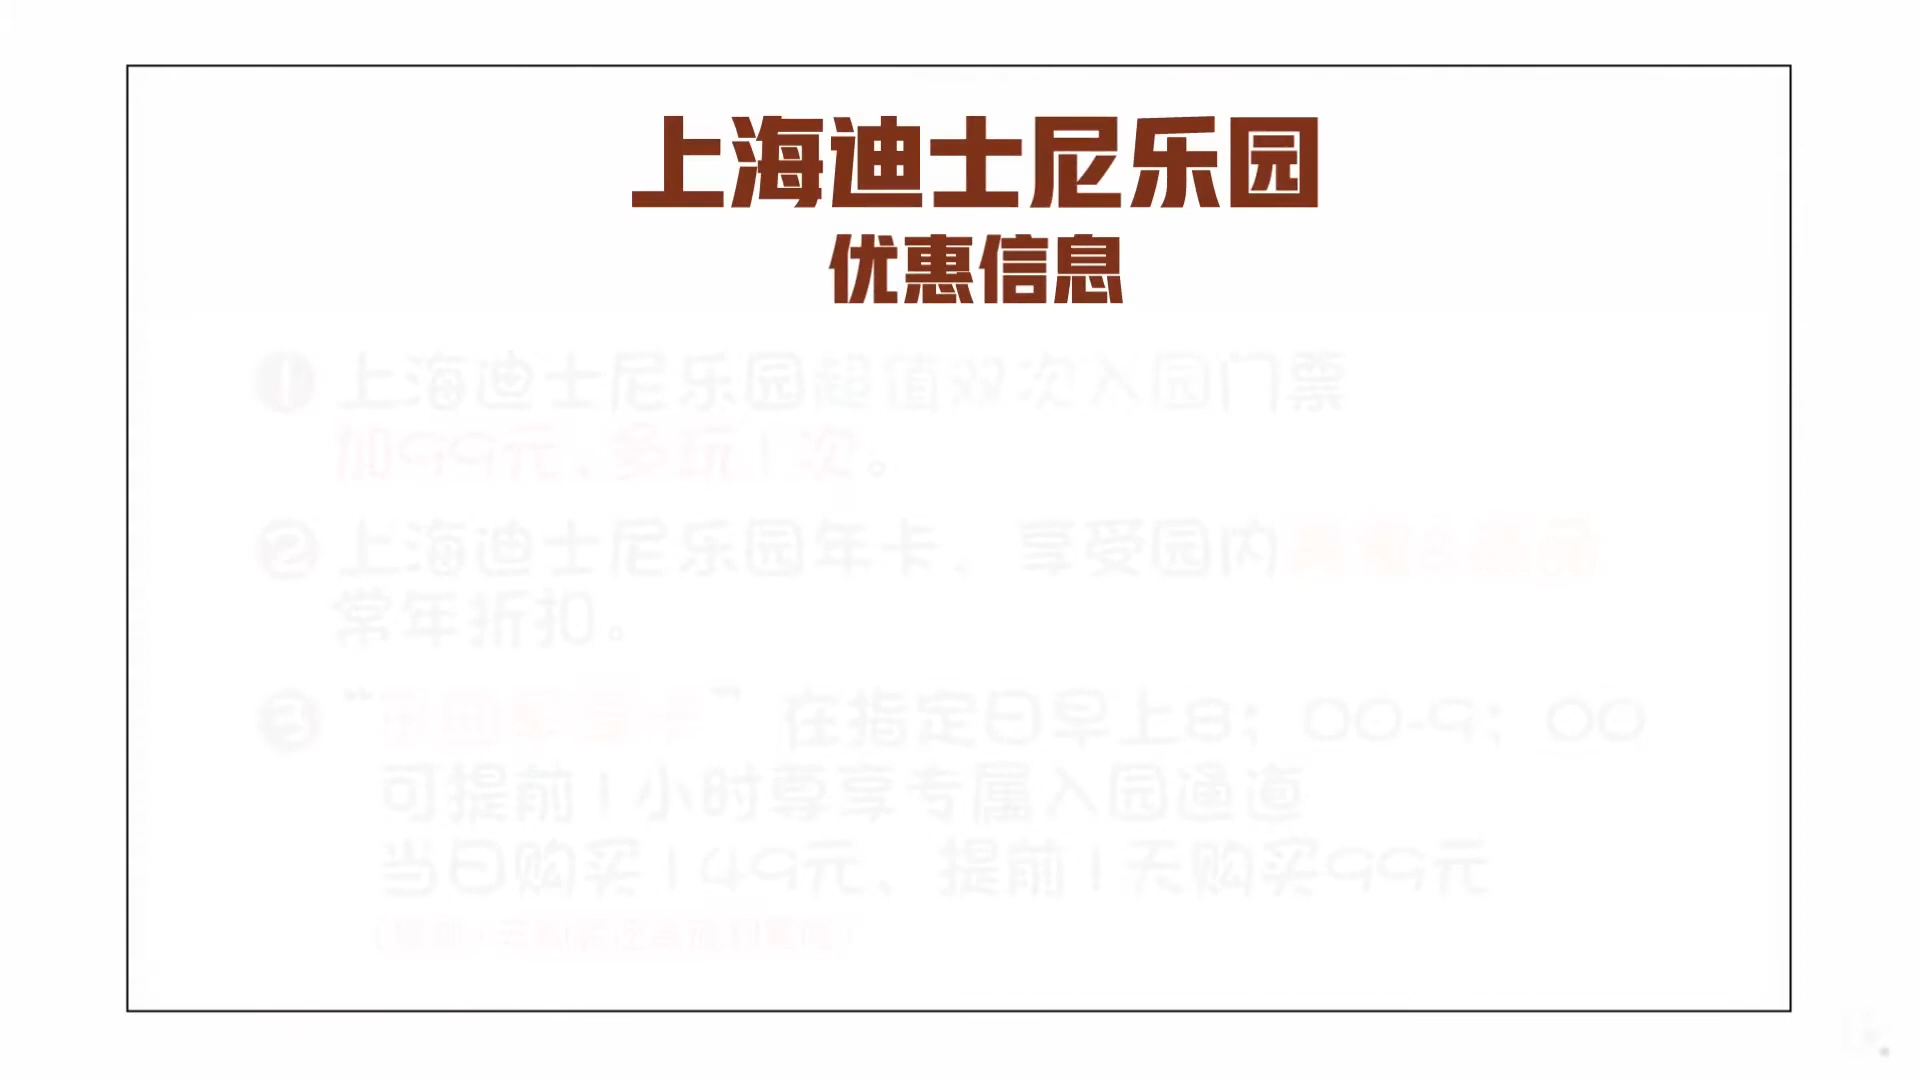 上海迪士尼乐园
优惠信息
① 上海迪士尼乐园超值双次入园门票
加99元、多玩1次。
② 上海迪士尼乐园年卡、享受园内
常年折扣。
③ “ ” 在指定日早上8；00-9；00
可提前1小时尊享专属入园通道
当日购买149元、提前1天购买99元